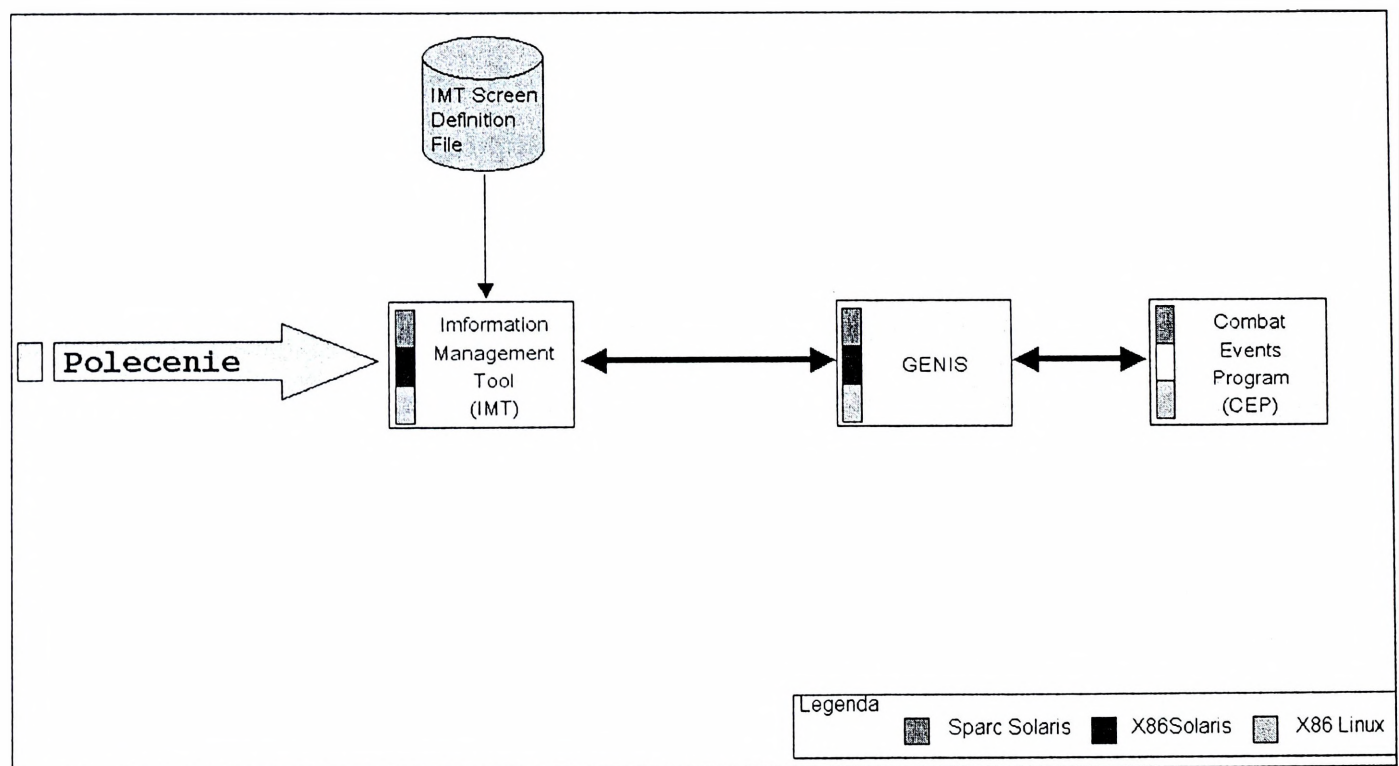 IMT Screen
Definition
File
Polecenie
Imformation
Management
Tool
(IMT)
GENIS
Combat
Events
Program
(CEP)
Legenda
Sparc Solaris
X86Solaris
X86 Linux